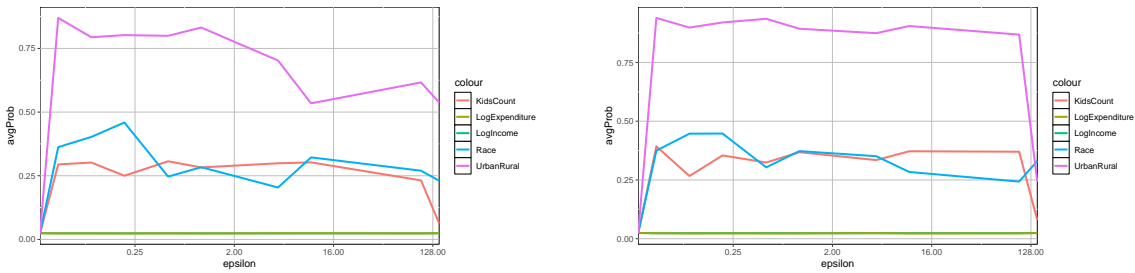 avgProb
0.75
0.50
0.25
0.00
0.25 2.00 16.00 128.00
epsilon
colour
KidsCount
LogExpenditure
LogIncome
Race
UrbanRural
avgProb
0.75
0.50
0.25
0.00
0.25 2.00 16.00 128.00
epsilon
colour
KidsCount
LogExpenditure
LogIncome
Race
UrbanRural